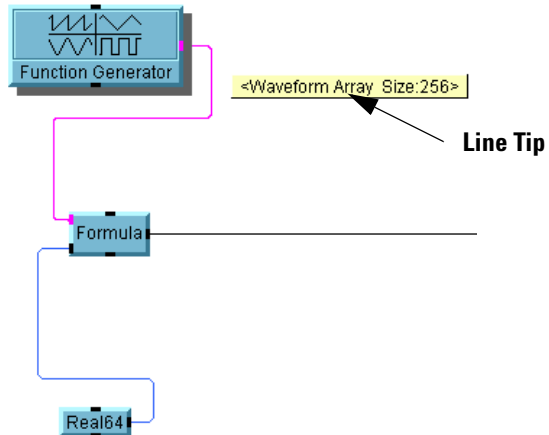 Function Generator
<Waveform Array Size:256>
Line Tip
Formula
Real64